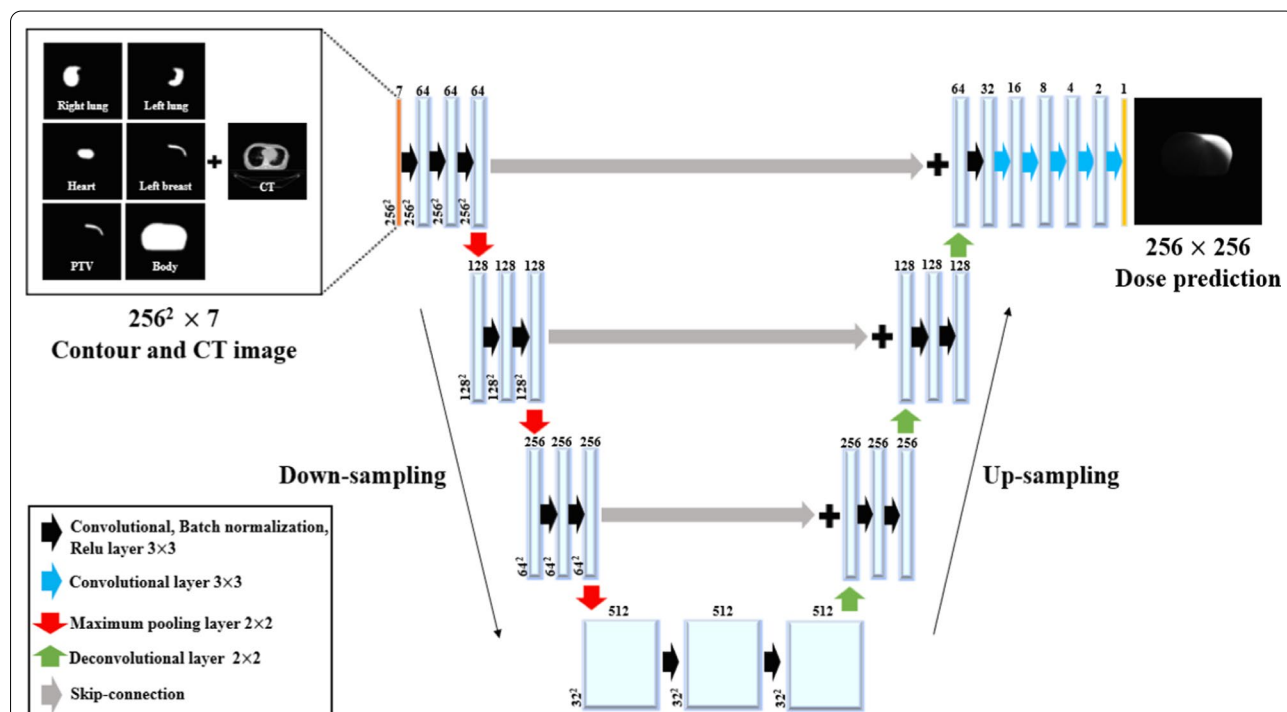 Right lung
Left lung
Heart
Left breast
CT
PTV
Body
256² × 7
Contour and CT image
7 64 64 64
256² 256² 256² 256²
128 128 128
128² 128² 128²
256 256 256
64² 64² 64²
512 512 512
32² 32² 32²
256 256 256
128 128 128
64 32 16 8 4 2 1
256 × 256
Dose prediction
Down-sampling
Up-sampling
Convolutional, Batch normalization,
Relu layer 3×3
Convolutional layer 3×3
Maximum pooling layer 2×2
Deconvolutional layer 2×2
Skip-connection